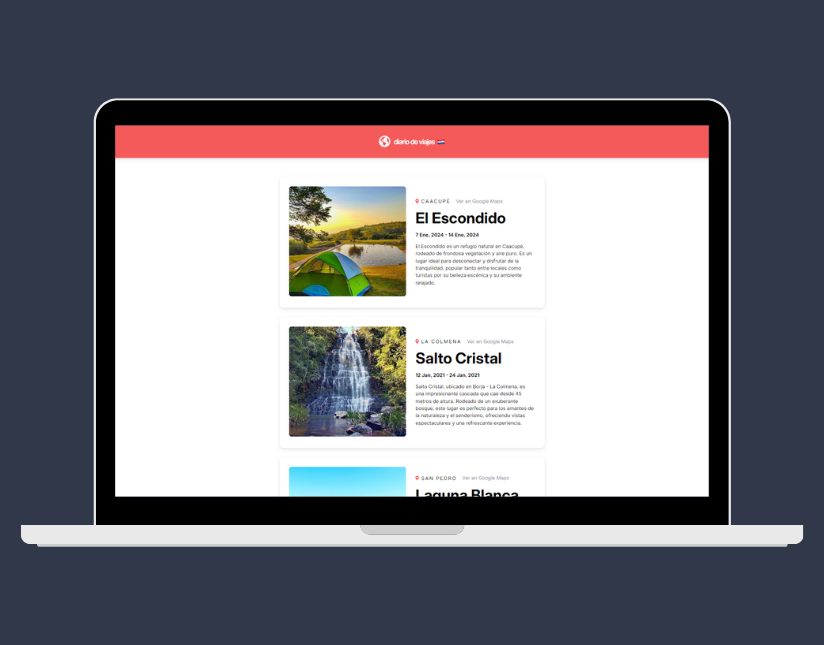 diario de viajes
CAACUPÉ Ver en Google Maps
El Escondido
7 Ene, 2024 - 14 Ene, 2024
El Escondido es un refugio natural en Caacupé,
rodeado de frondosa vegetación y aire puro. Es un
lugar ideal para desconectar y disfrutar de la
tranquilidad, popular tanto entre locales como
turistas por su belleza escénica y su ambiente
relajado.
LA COLMENA Ver en Google Maps
Salto Cristal
12 Jan, 2021 - 24 Jan, 2021
Salto Cristal, ubicado en Borja - La Colmena, es
una impresionante cascada que cae desde 45
metros de altura. Rodeado de un exuberante
bosque, este lugar es perfecto para los amantes de
la naturaleza y el senderismo, ofreciendo vistas
espectaculares y una refrescante experiencia.
SAN PEDRO Ver en Google Maps
Laguna Blanca